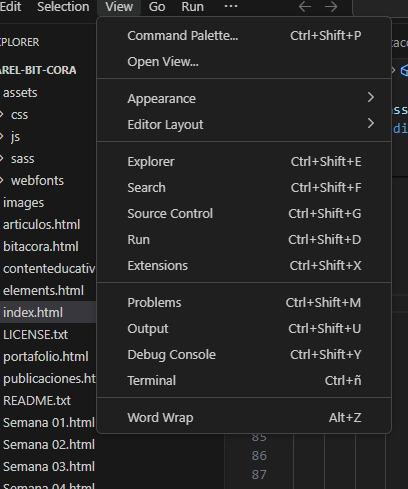 Edit Selection View Go Run ...
EXPLORER
AREL-BIT-CORA
assets
css
js
sass
webfonts
images
articulos.html
bitacora.html
contenteducativ
elements.html
index.html
LICENSE.txt
portafolio.html
publicaciones.ht
README.txt
Semana 01.html
Semana 02.html
Semana 03.html
Semana 04.html
Command Palette... Ctrl+Shift+P
Open View...
Appearance
Editor Layout
Explorer Ctrl+Shift+E
Search Ctrl+Shift+F
Source Control Ctrl+Shift+G
Run Ctrl+Shift+D
Extensions Ctrl+Shift+X
Problems Ctrl+Shift+M
Output Ctrl+Shift+U
Debug Console Ctrl+Shift+Y
Terminal Ctrl+ñ
Word Wrap Alt+Z
aco
ass
di
85
86
87